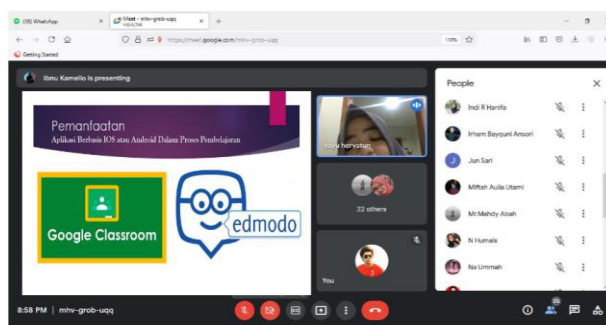 (30) WhatsApp
Meet - mhv-grob-uqq
https://meet.google.com/mhv-grob-uqq
110%
Getting Started
Ibnu Kamello is presenting
Pemanfaatan
Aplikasi Berbasis IOS atau Android Dalam Proses Pembelajaran
Google Classroom
edmodo
yayu heryatun
22 others
You
People
Indi R Hanifa
Irham Bayquni Ansori
Jun Sari
Miftah Aulia Utami
Mr.Mahdy Abah
N Humais
Na Ummah
8:58 PM | mhv-grob-uqq
25